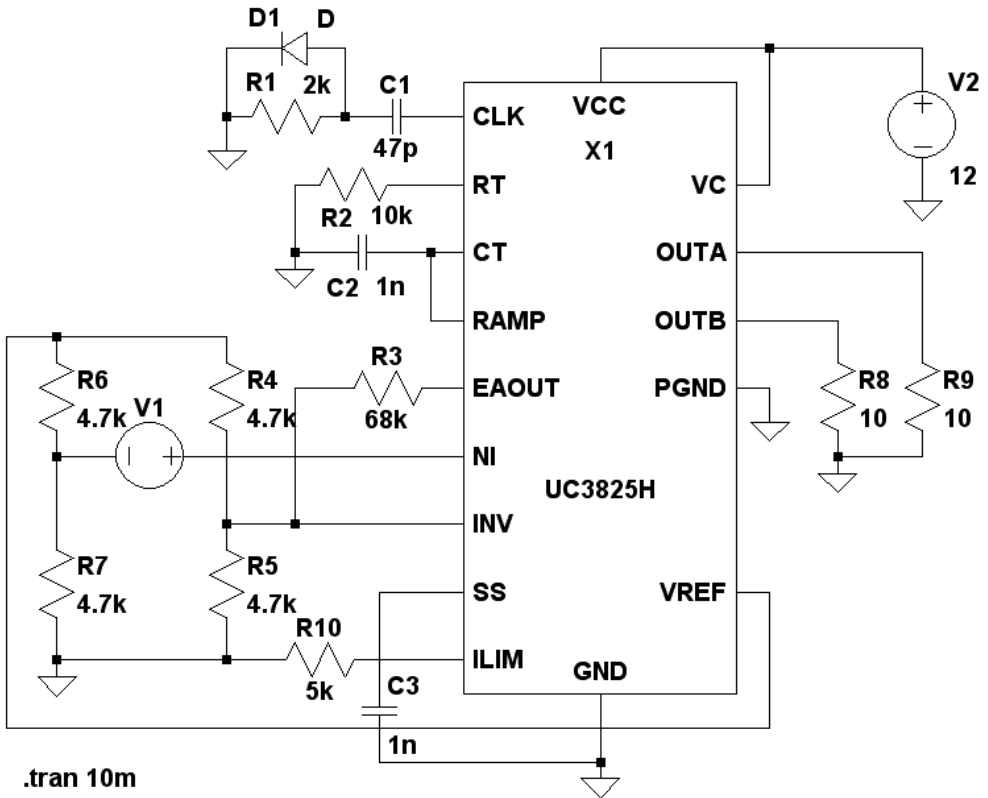 D1 D
R1 2k C1
47p
CLK
VCC
X1
V2
12
RT
R2 10k
VC
CT
C2 1n
OUTA
RAMP
OUTB
R3
68k
EAOUT
PGND
R8
10
R9
10
R6
4.7k
R4
4.7k
V1
NI
UC3825H
INV
R7
4.7k
R5
4.7k
SS
VREF
R10
5k
ILIM
GND
C3
1n
.tran 10m